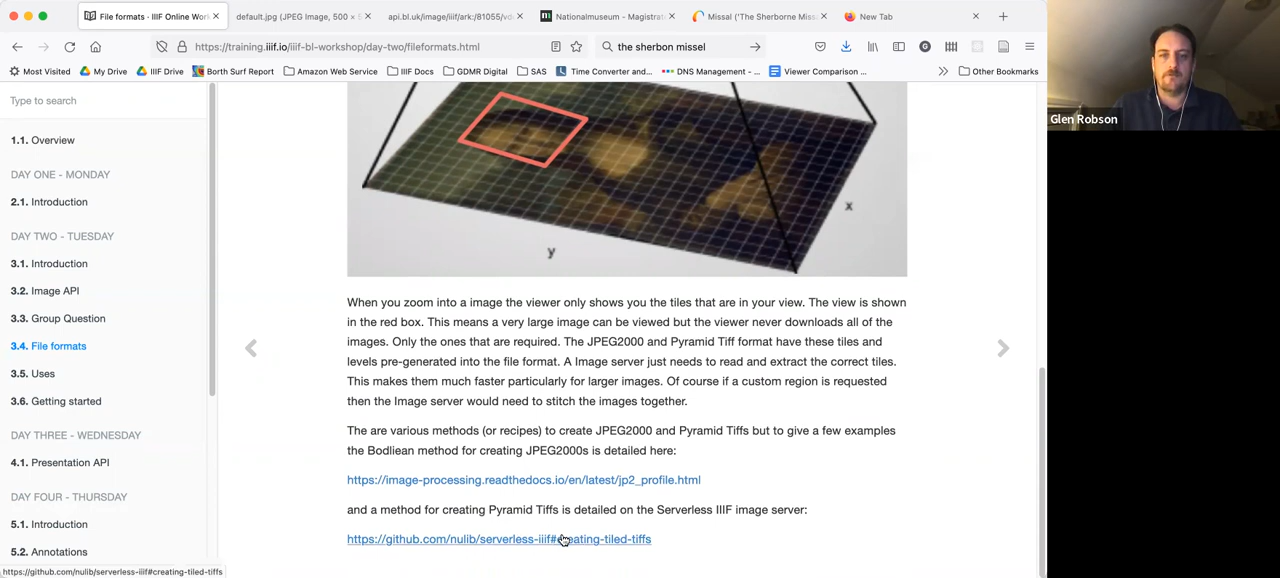 File formats - IIIF Online Wor
default.jpg (JPEG Image, 500 × 5
api.bl.uk/image/iiif/ark:/81055/vd
Nationalmuseum - Magistrat
Missal ('The Sherborne Miss
New Tab
https://training.iiif.io/iiif-bl-workshop/day-two/fileformats.html
the sherbon missel
Most Visited
My Drive
IIIF Drive
Borth Surf Report
Amazon Web Service
IIIF Docs
GDMR Digital
SAS
Time Converter and...
DNS Management - ...
Viewer Comparison ...
Other Bookmarks
Type to search
1.1. Overview
DAY ONE - MONDAY
2.1. Introduction
DAY TWO - TUESDAY
3.1. Introduction
3.2. Image API
3.3. Group Question
3.4. File formats
3.5. Uses
3.6. Getting started
DAY THREE - WEDNESDAY
4.1. Presentation API
DAY FOUR - THURSDAY
5.1. Introduction
5.2. Annotations
https://github.com/nulib/serverless-iiif#creating-tiled-tiffs
x
y
When you zoom into a image the viewer only shows you the tiles that are in your view. The view is shown
in the red box. This means a very large image can be viewed but the viewer never downloads all of the
images. Only the ones that are required. The JPEG2000 and Pyramid Tiff format have these tiles and
levels pre-generated into the file format. A Image server just needs to read and extract the correct tiles.
This makes them much faster particularly for larger images. Of course if a custom region is requested
then the Image server would need to stitch the images together.
The are various methods (or recipes) to create JPEG2000 and Pyramid Tiffs but to give a few examples
the Bodliean method for creating JPEG2000s is detailed here:
https://image-processing.readthedocs.io/en/latest/jp2_profile.html
and a method for creating Pyramid Tiffs is detailed on the Serverless IIIF image server:
https://github.com/nulib/serverless-iiif#creating-tiled-tiffs
Glen Robson